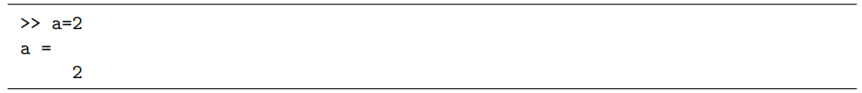 >> a=2
a =
     2